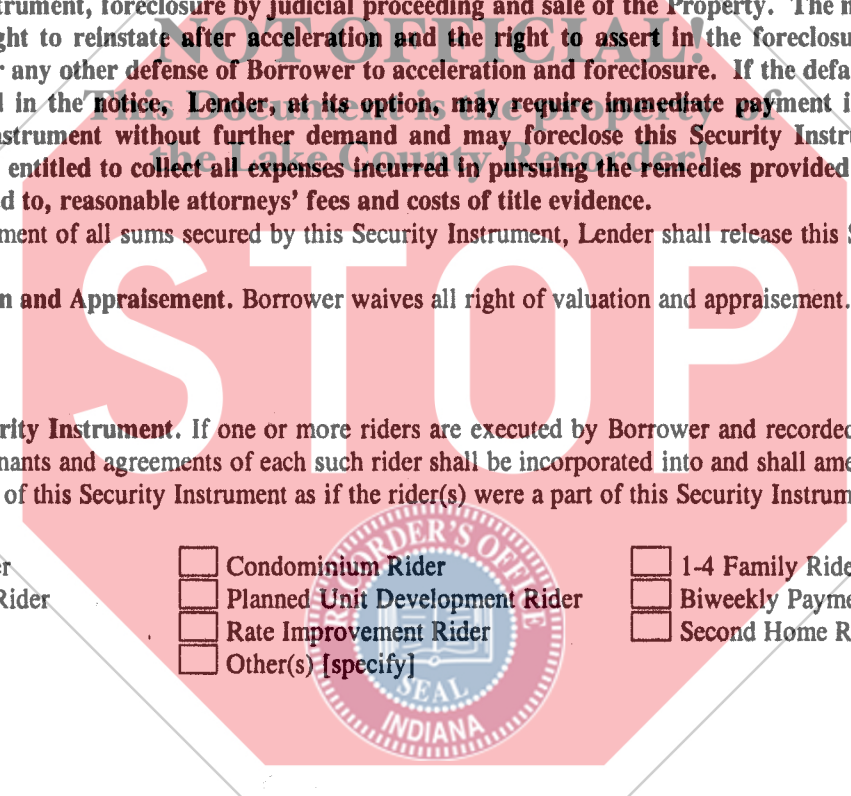 trument, foreclosure by judicial proceeding and sale of the Property. The n
NOT OFFICIAL!
ght to reinstate after acceleration and the right to assert in the foreclosu
r any other defense of Borrower to acceleration and foreclosure. If the defa
d in the notice, Lender, at its option, may require immediate payment i
This Document is the property of
strument without further demand and may foreclose this Security Instr
the Lake County Recorder!
entitled to collect all expenses incurred in pursuing the remedies provided
d to, reasonable attorneys' fees and costs of title evidence.
ment of all sums secured by this Security Instrument, Lender shall release this S
STOP
n and Appraisement. Borrower waives all right of valuation and appraisement.
rity Instrument. If one or more riders are executed by Borrower and recorded
nants and agreements of each such rider shall be incorporated into and shall ame
of this Security Instrument as if the rider(s) were a part of this Security Instrum
er
Condominium Rider
1-4 Family Ride
Rider
Planned Unit Development Rider
Biweekly Payme
Rate Improvement Rider
Second Home R
Other(s) [specify]
RECORDER'S OFFICE
SEAL
INDIANA